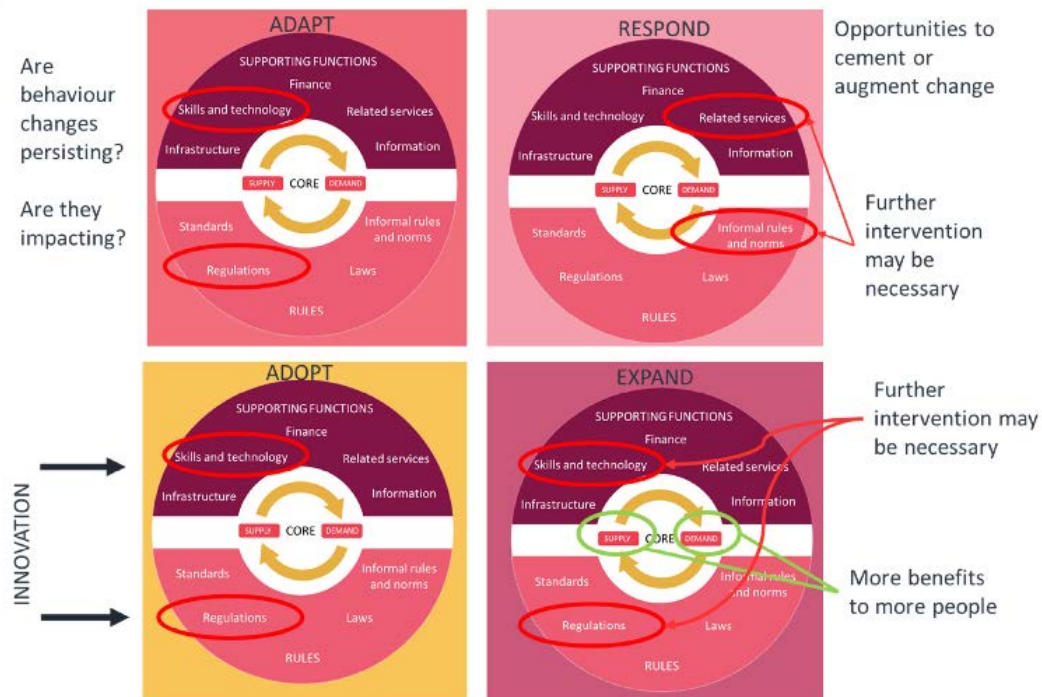 Are
behaviour
changes
persisting?
Are they
impacting?
ADAPT
SUPPORTING FUNCTIONS
Finance
Skills and technology
Related services
Infrastructure
Information
SUPPLY
CORE
DEMAND
Standards
Informal rules
and norms
Regulations
Laws
RULES
RESPOND
SUPPORTING FUNCTIONS
Finance
Skills and technology
Related services
Infrastructure
Information
SUPPLY
CORE
DEMAND
Standards
Informal rules
and norms
Regulations
Laws
RULES
Opportunities to
cement or
augment change
Further
intervention
may be
necessary
INNOVATION
ADOPT
SUPPORTING FUNCTIONS
Finance
Skills and technology
Related services
Infrastructure
Information
SUPPLY
CORE
DEMAND
Standards
Informal rules
and norms
Regulations
Laws
RULES
EXPAND
SUPPORTING FUNCTIONS
Finance
Skills and technology
Related services
Infrastructure
Information
SUPPLY
CORE
DEMAND
Standards
Informal rules
and norms
Regulations
Laws
RULES
Further
intervention may
be necessary
More benefits
to more people